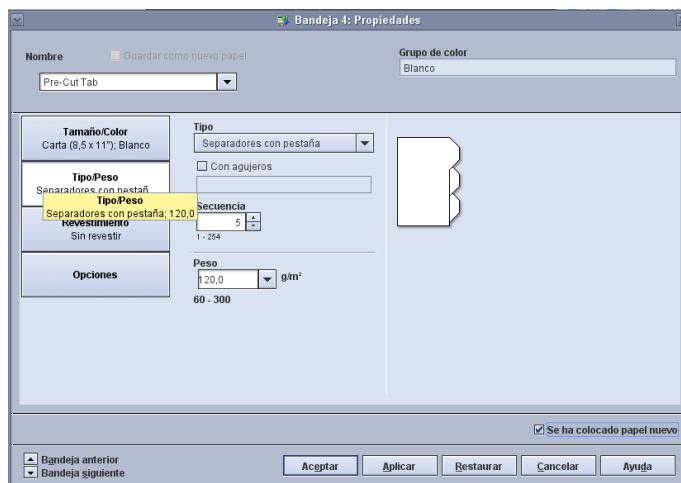 Bandeja 4: Propiedades
Nombre
Guardar como nuevo papel
Grupo de color
Pre-Cut Tab
Blanco
Tamaño/Color
Carta (8,5 x 11"); Blanco
Tipo/Peso
Separadores con pestañ
Tipo/Peso
Separadores con pestaña; 120,0
Revestimiento
Sin revestir
Opciones
Tipo
Separadores con pestaña
Con agujeros
Secuencia
5
1 - 254
Peso
120,0 g/m²
60 - 300
Se ha colocado papel nuevo
Bandeja anterior
Bandeja siguiente
Aceptar
Aplicar
Restaurar
Cancelar
Ayuda